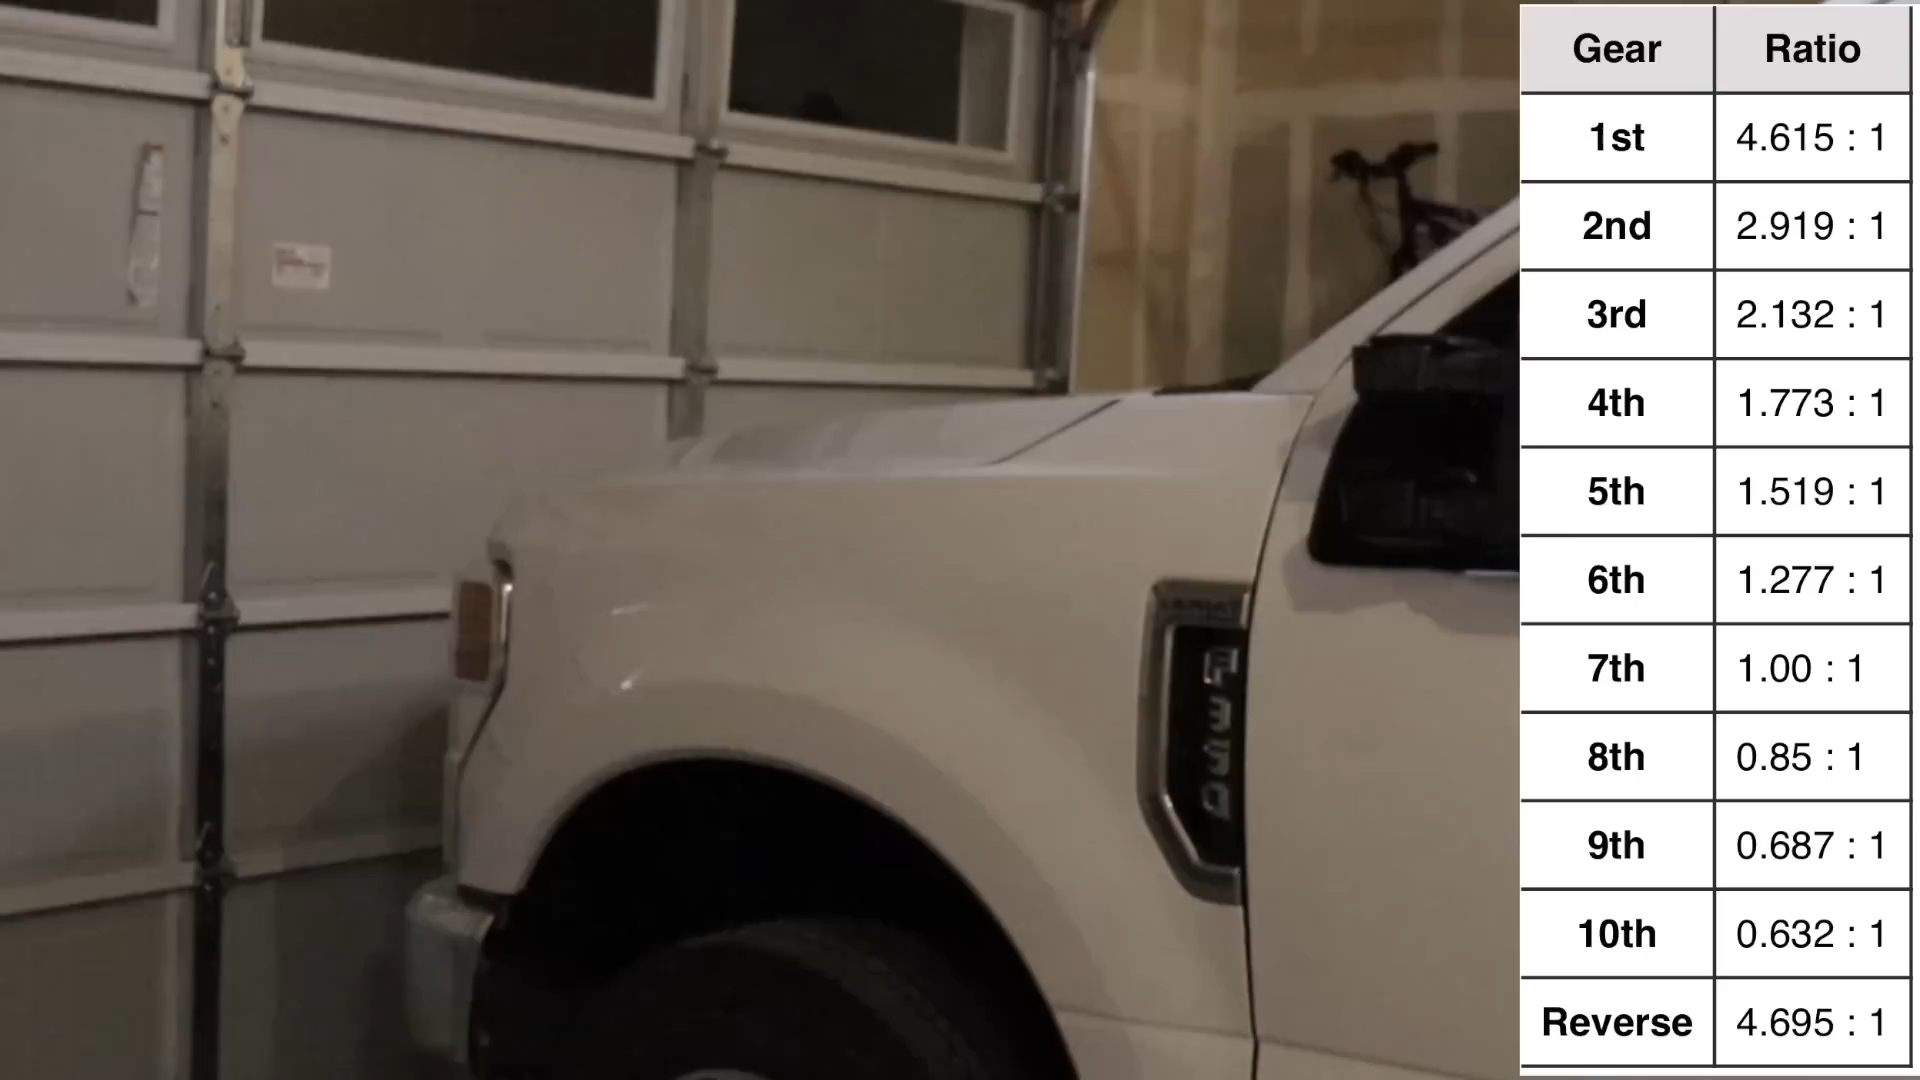 Gear Ratio
1st 4.615 : 1
2nd 2.919 : 1
3rd 2.132 : 1
4th 1.773 : 1
5th 1.519 : 1
6th 1.277 : 1
7th 1.00 : 1
8th 0.85 : 1
9th 0.687 : 1
10th 0.632 : 1
Reverse 4.695 : 1
LARIAT
F350